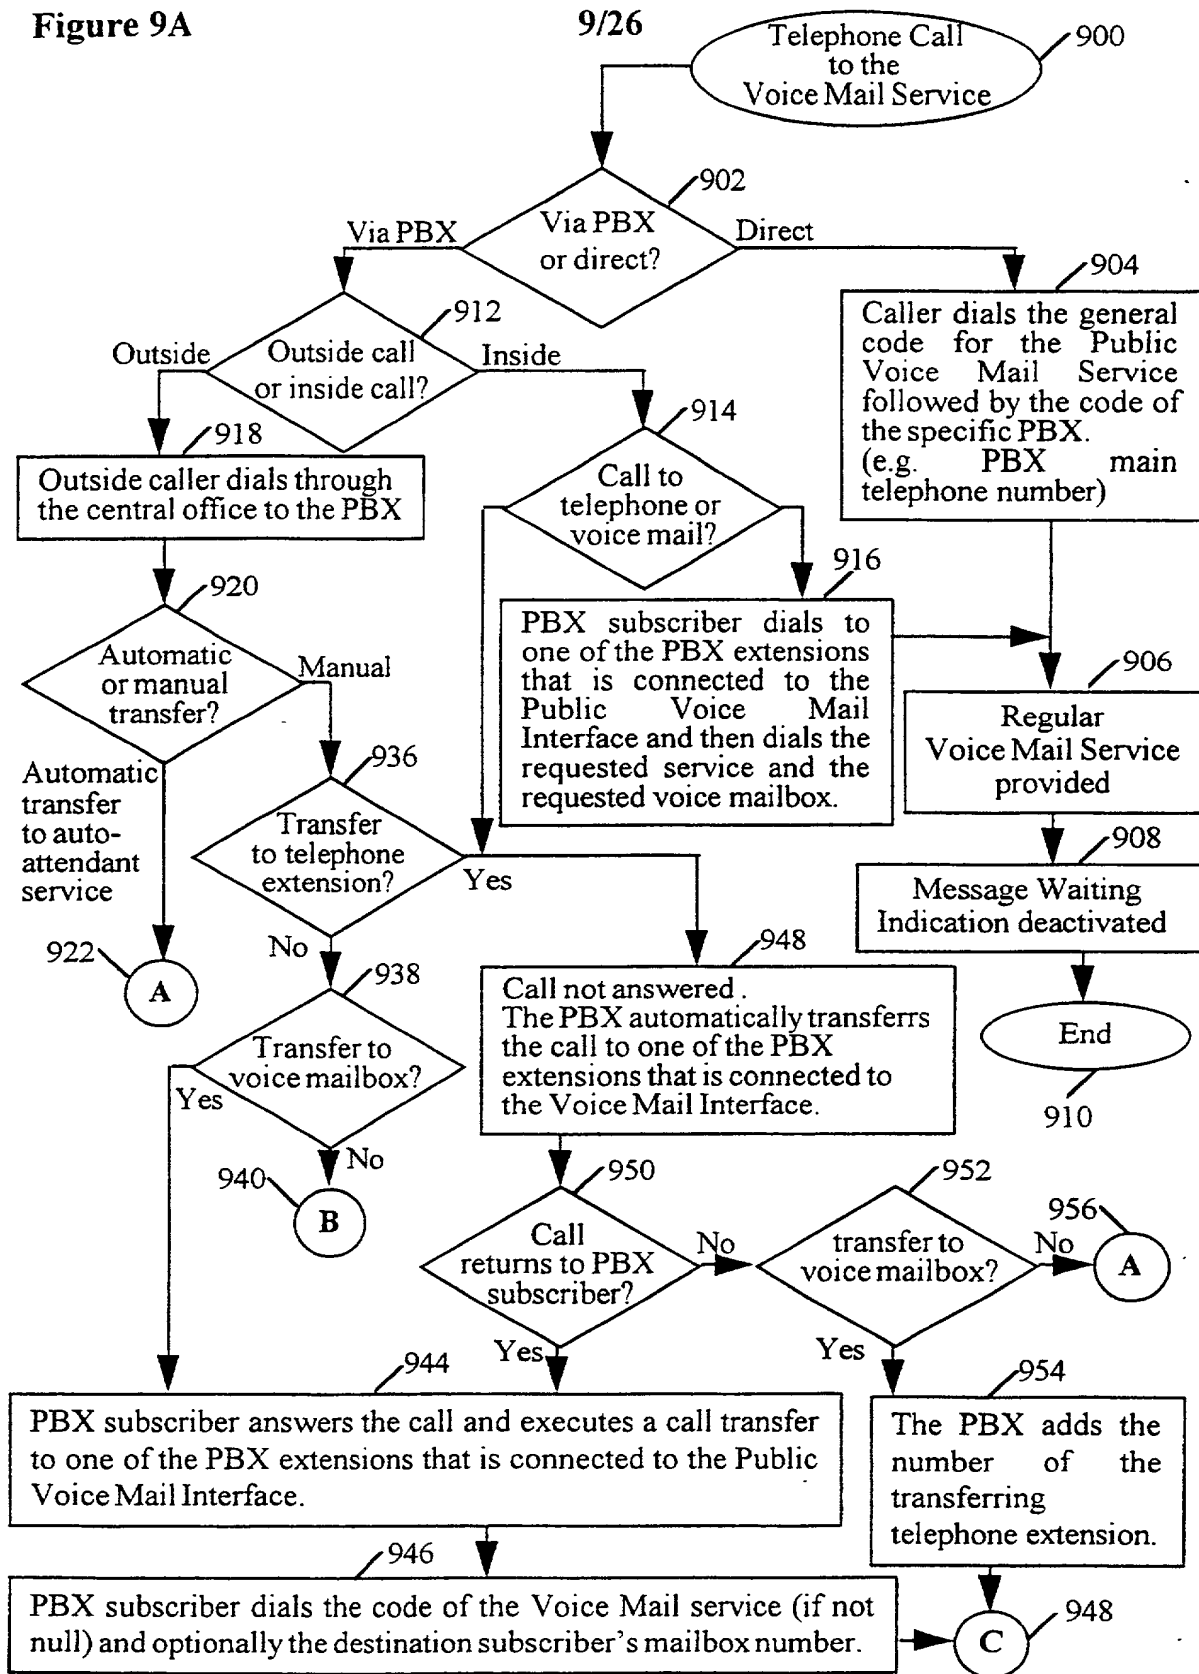 Figure 9A
9/26
Telephone Call
to the
Voice Mail Service
900
902
Via PBX
or direct?
Via PBX
Direct
904
Caller dials the general
code for the Public
Voice Mail Service
followed by the code of
the specific PBX.
(e.g. PBX main
telephone number)
912
Outside call
or inside call?
Outside
Inside
918
Outside caller dials through
the central office to the PBX
914
Call to
telephone or
voice mail?
916
PBX subscriber dials to
one of the PBX extensions
that is connected to the
Public Voice Mail
Interface and then dials the
requested service and the
requested voice mailbox.
920
Automatic
or manual
transfer?
Manual
Automatic
transfer
to auto-
attendant
service
906
Regular
Voice Mail Service
provided
936
Transfer
to telephone
extension?
Yes
No
908
Message Waiting
Indication deactivated
922
A
938
Transfer to
voice mailbox?
Yes
No
948
Call not answered .
The PBX automatically transferrs
the call to one of the PBX
extensions that is connected to
the Voice Mail Interface.
End
910
940
B
950
Call
returns to PBX
subscriber?
No
Yes
952
transfer to
voice mailbox?
No
Yes
956
A
944
PBX subscriber answers the call and executes a call transfer
to one of the PBX extensions that is connected to the Public
Voice Mail Interface.
954
The PBX adds the
number of the
transferring
telephone extension.
946
PBX subscriber dials the code of the Voice Mail service (if not
null) and optionally the destination subscriber's mailbox number.
C
948